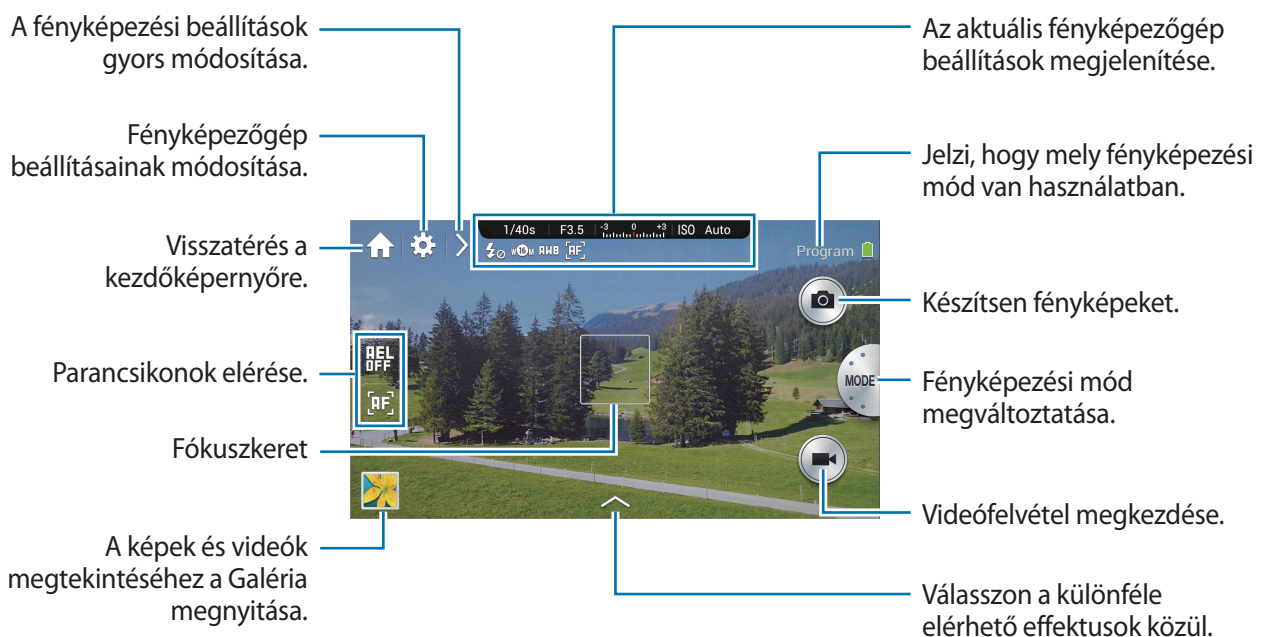 A fényképezési beállítások
gyors módosítása.
Fényképezőgép
beállításainak módosítása.
Visszatérés a
kezdőképernyőre.
Parancsikonok elérése.
Fókuszkeret
A képek és videók
megtekintéséhez a Galéria
megnyitása.
1/40s F3.5 -3 0 +3 ISO Auto
W 16 M AWB [AF]
Program
AEL
OFF
[AF]
MODE
Az aktuális fényképezőgép
beállítások megjelenítése.
Jelzi, hogy mely fényképezési
mód van használatban.
Készítsen fényképeket.
Fényképezési mód
megváltoztatása.
Videófelvétel megkezdése.
Válasszon a különféle
elérhető effektusok közül.